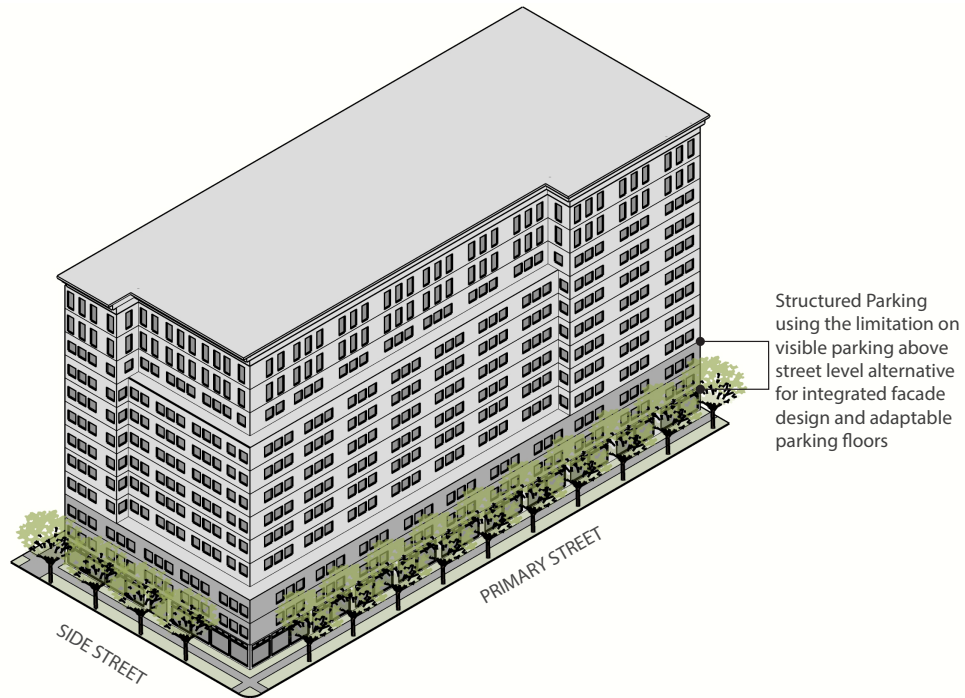 Structured Parking
using the limitation on
visible parking above
street level alternative
for integrated facade
design and adaptable
parking floors
PRIMARY STREET
SIDE STREET